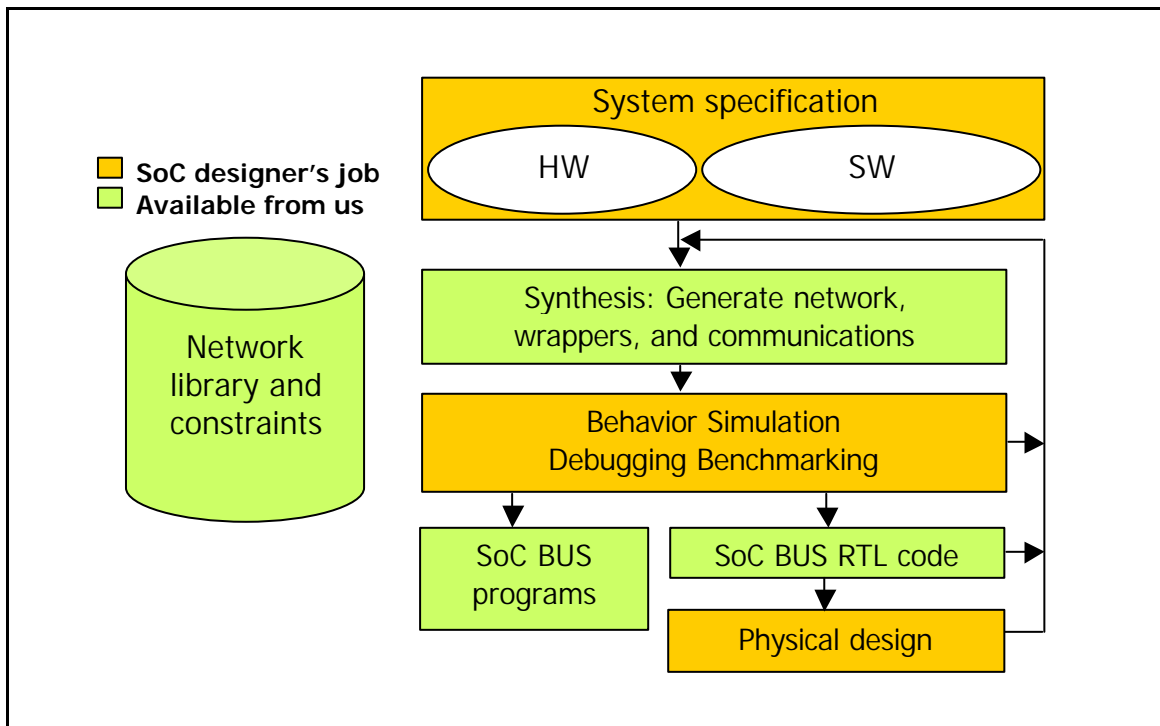 System specification
HW
SW
SoC designer's job
Available from us
Network
library and
constraints
Synthesis: Generate network,
wrappers, and communications
Behavior Simulation
Debugging Benchmarking
SoC BUS
programs
SoC BUS RTL code
Physical design